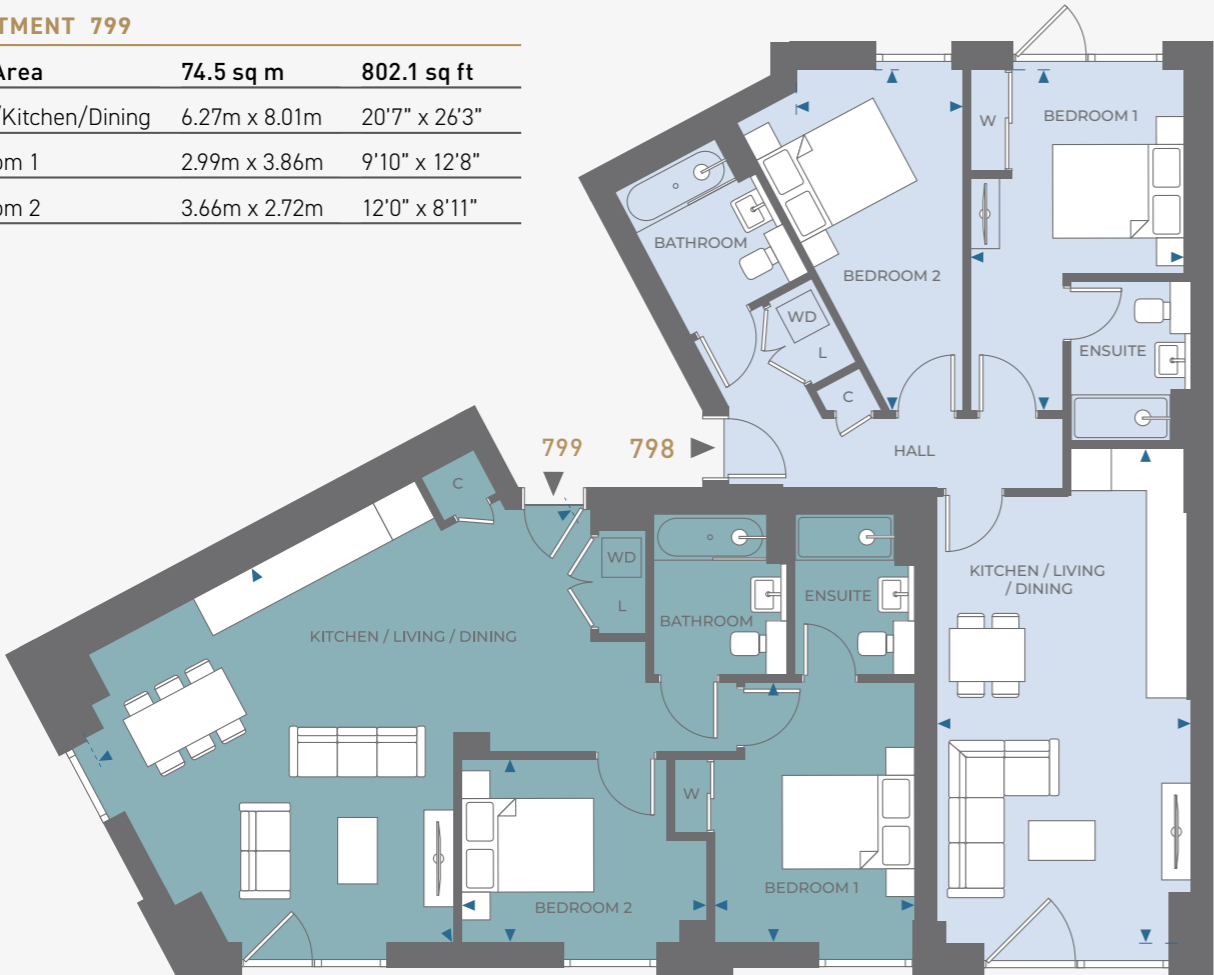 TMENT 799
Area 74.5 sq m 802.1 sq ft
/Kitchen/Dining 6.27m x 8.01m 20'7" x 26'3"
om 1 2.99m x 3.86m 9'10" x 12'8"
om 2 3.66m x 2.72m 12'0" x 8'11"
W
BEDROOM 1
BATHROOM
BEDROOM 2
WD
L
ENSUITE
C
HALL
799
798
C
WD
L
KITCHEN / LIVING / DINING
BATHROOM
ENSUITE
KITCHEN / LIVING
/ DINING
W
BEDROOM 1
BEDROOM 2